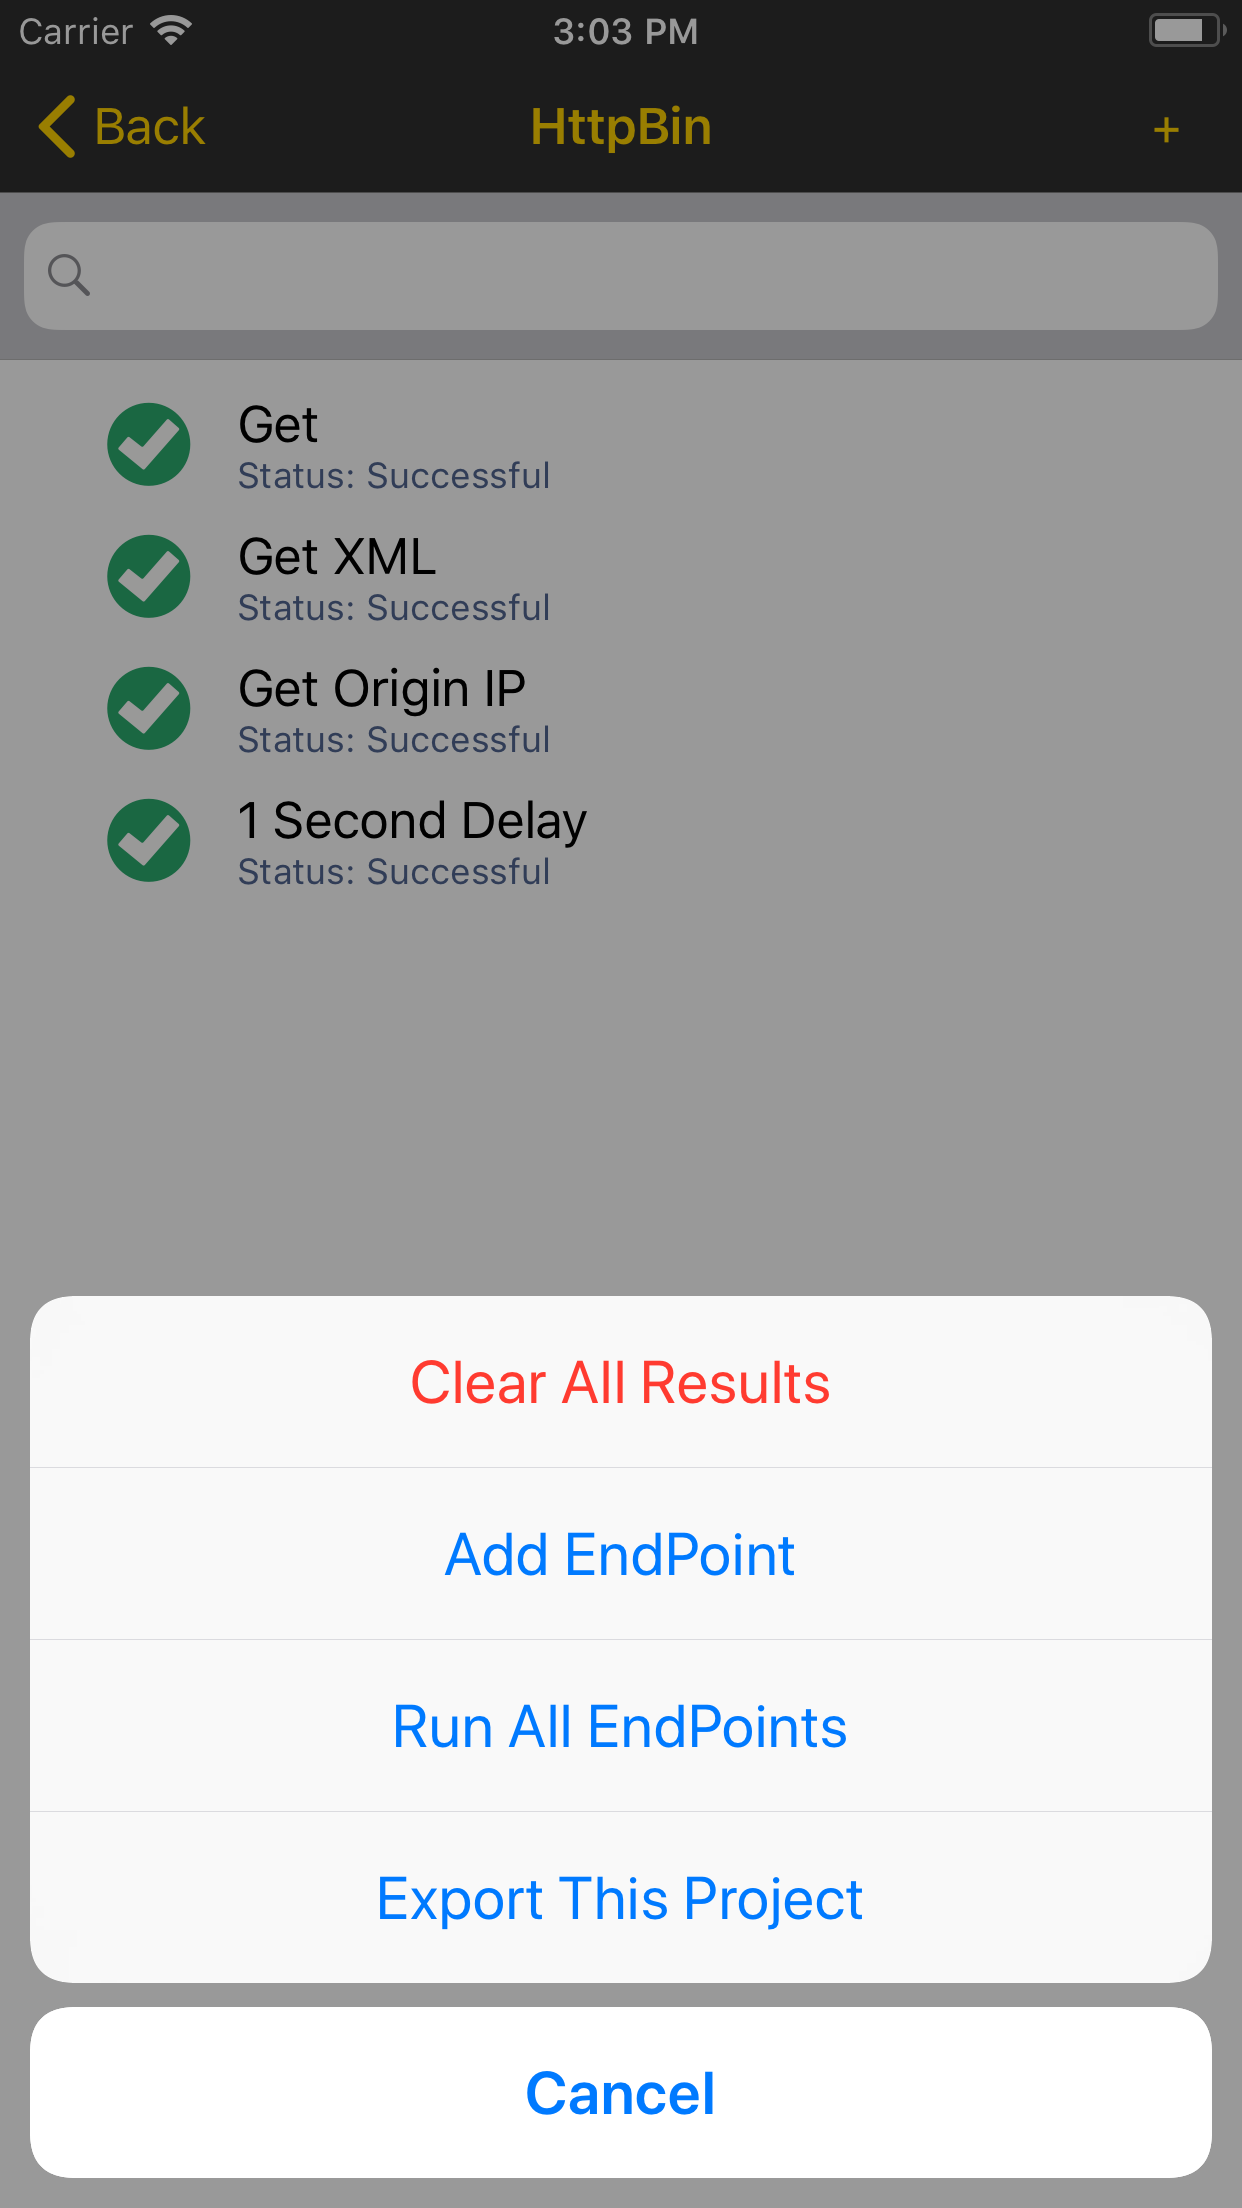 Carrier 3:03 PM
Back HttpBin +
Get
Status: Successful
Get XML
Status: Successful
Get Origin IP
Status: Successful
1 Second Delay
Status: Successful
Clear All Results
Add EndPoint
Run All EndPoints
Export This Project
Cancel